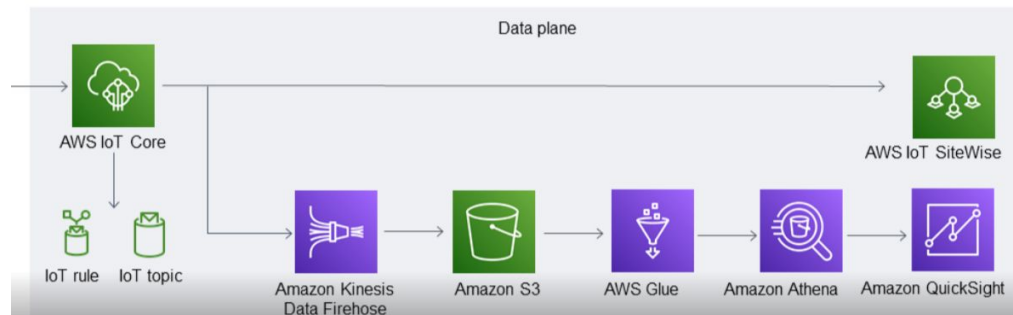 Data plane
AWS IoT Core
AWS IoT SiteWise
IoT rule
IoT topic
Amazon Kinesis
Data Firehose
Amazon S3
AWS Glue
Amazon Athena
Amazon QuickSight